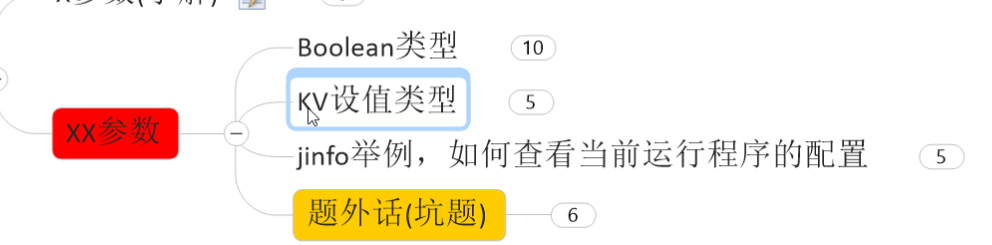 Boolean类型 10
KV设值类型 5
XX参数
jinfo举例，如何查看当前运行程序的配置 5
题外话(坑题) 6